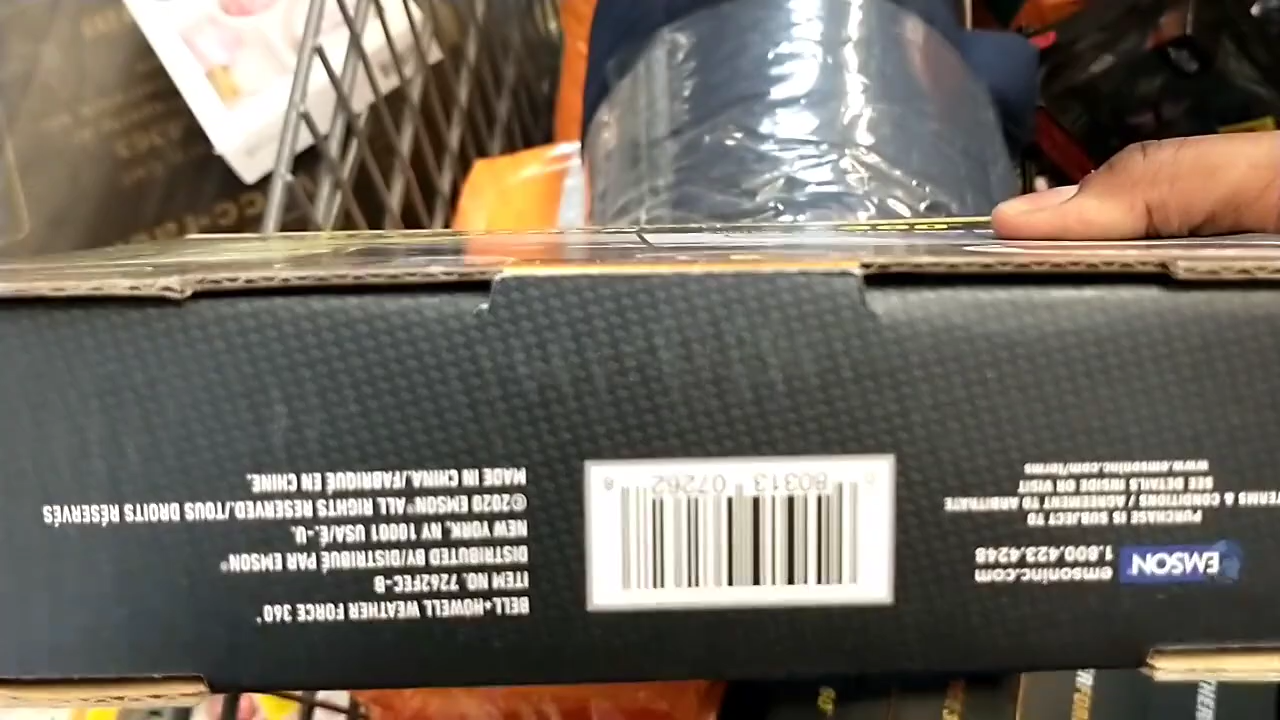 BELL+HOWELL WEATHER FORCE 360°
ITEM NO. 7262FEC-B
DISTRIBUTED BY/DISTRIBUÉ PAR EMSON®
NEW YORK, NY 10001 USA/É.-U.
©2020 EMSON® ALL RIGHTS RESERVED./TOUS DROITS RÉSERVÉS
MADE IN CHINA./FABRIQUÉ EN CHINE.
80313 07262 8
EMSON
emsoninc.com
1.800.423.4248
PURCHASE IS SUBJECT TO
TERMS & CONDITIONS / AGREEMENT TO ARBITRATE
SEE DETAILS INSIDE OR VISIT
www.emsoninc.com/terms